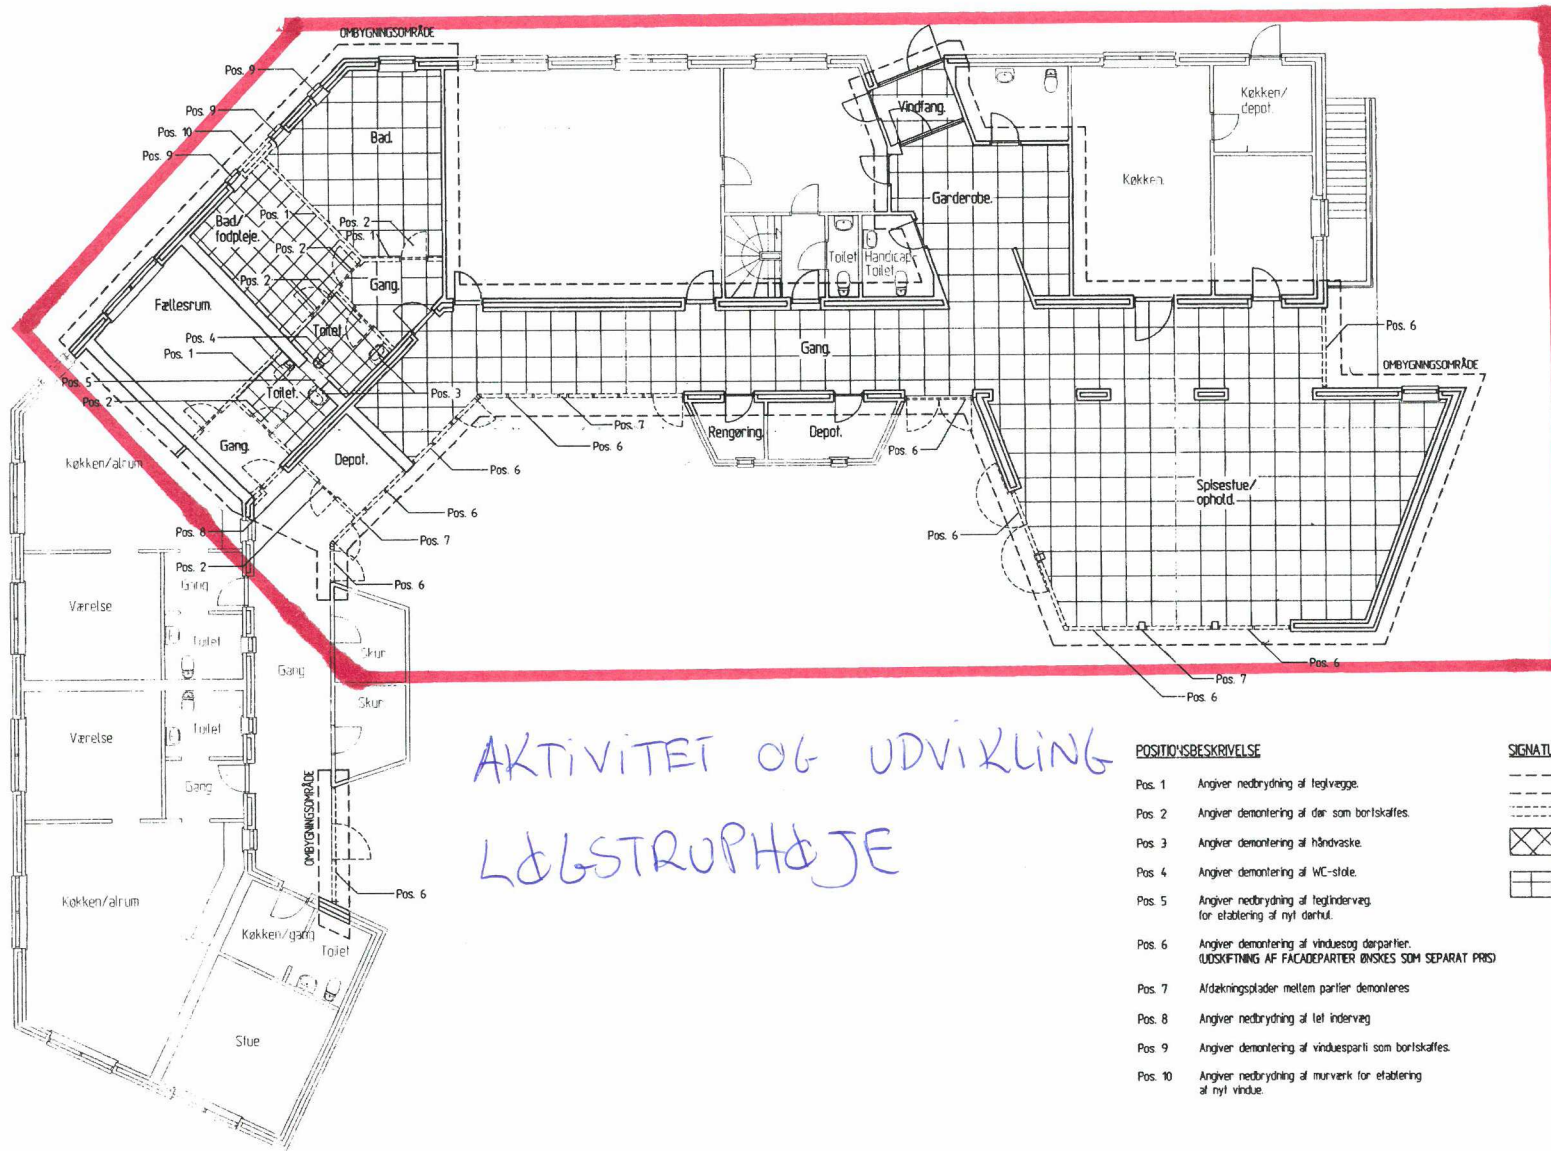 OMBYGNINGSOMRÅDE
Pos. 9
Pos. 9
Pos. 10
Pos. 9
Bad.
Bad/
fodpleje.
Pos. 1
Pos. 2
Pos. 1
Pos. 2
Pos. 2
Gang.
Fællesrum.
Toilet.
Pos. 4
Pos. 1
Pos. 5
Pos. 2
Toilet.
Pos. 3
Gang.
Depot.
Vindfang.
Garderobe.
Køkken.
Køkken/
depot.
Toilet
Handicap-
Toilet.
Gang.
Pos. 6
OMBYGNINGSOMRÅDE
Pos. 7
Pos. 6
Rengøring.
Depot.
Pos. 6
Pos. 6
Pos. 6
Pos. 7
Pos. 8
Pos. 2
Pos. 6
Pos. 6
Spisestue/
ophold.
Pos. 6
Pos. 7
Pos. 6
Køkken/alrum
Værelse
Gang
Toilet
Gang
Skur
Skur
Værelse
Toilet
Gang
OMBYGNINGSOMRÅDE
Pos. 6
Køkken/alrum
Køkken/gang
Toilet
Stue
AKTIVITET OG UDVIKLING
LØGSTRUPHØJE
POSITIONSBESKRIVELSE
Pos. 1 Angiver nedbrydning af teglvægge.
Pos. 2 Angiver demontering af dør som bortskaffes.
Pos. 3 Angiver demontering af håndvaske.
Pos. 4 Angiver demontering af WC-stole.
Pos. 5 Angiver nedbrydning af teglindervæg.
for etablering af nyt dørhul.
Pos. 6 Angiver demontering af vinduesog dørpartier.
(UDSKIFTNING AF FACADEPARTIER ØNSKES SOM SEPARAT PRIS)
Pos. 7 Afdækningsplader mellem partier demonteres
Pos. 8 Angiver nedbrydning af let indervæg
Pos. 9 Angiver demontering af vinduesparti som bortskaffes.
Pos. 10 Angiver nedbrydning af murværk for etablering
af nyt vindue.
SIGNATU